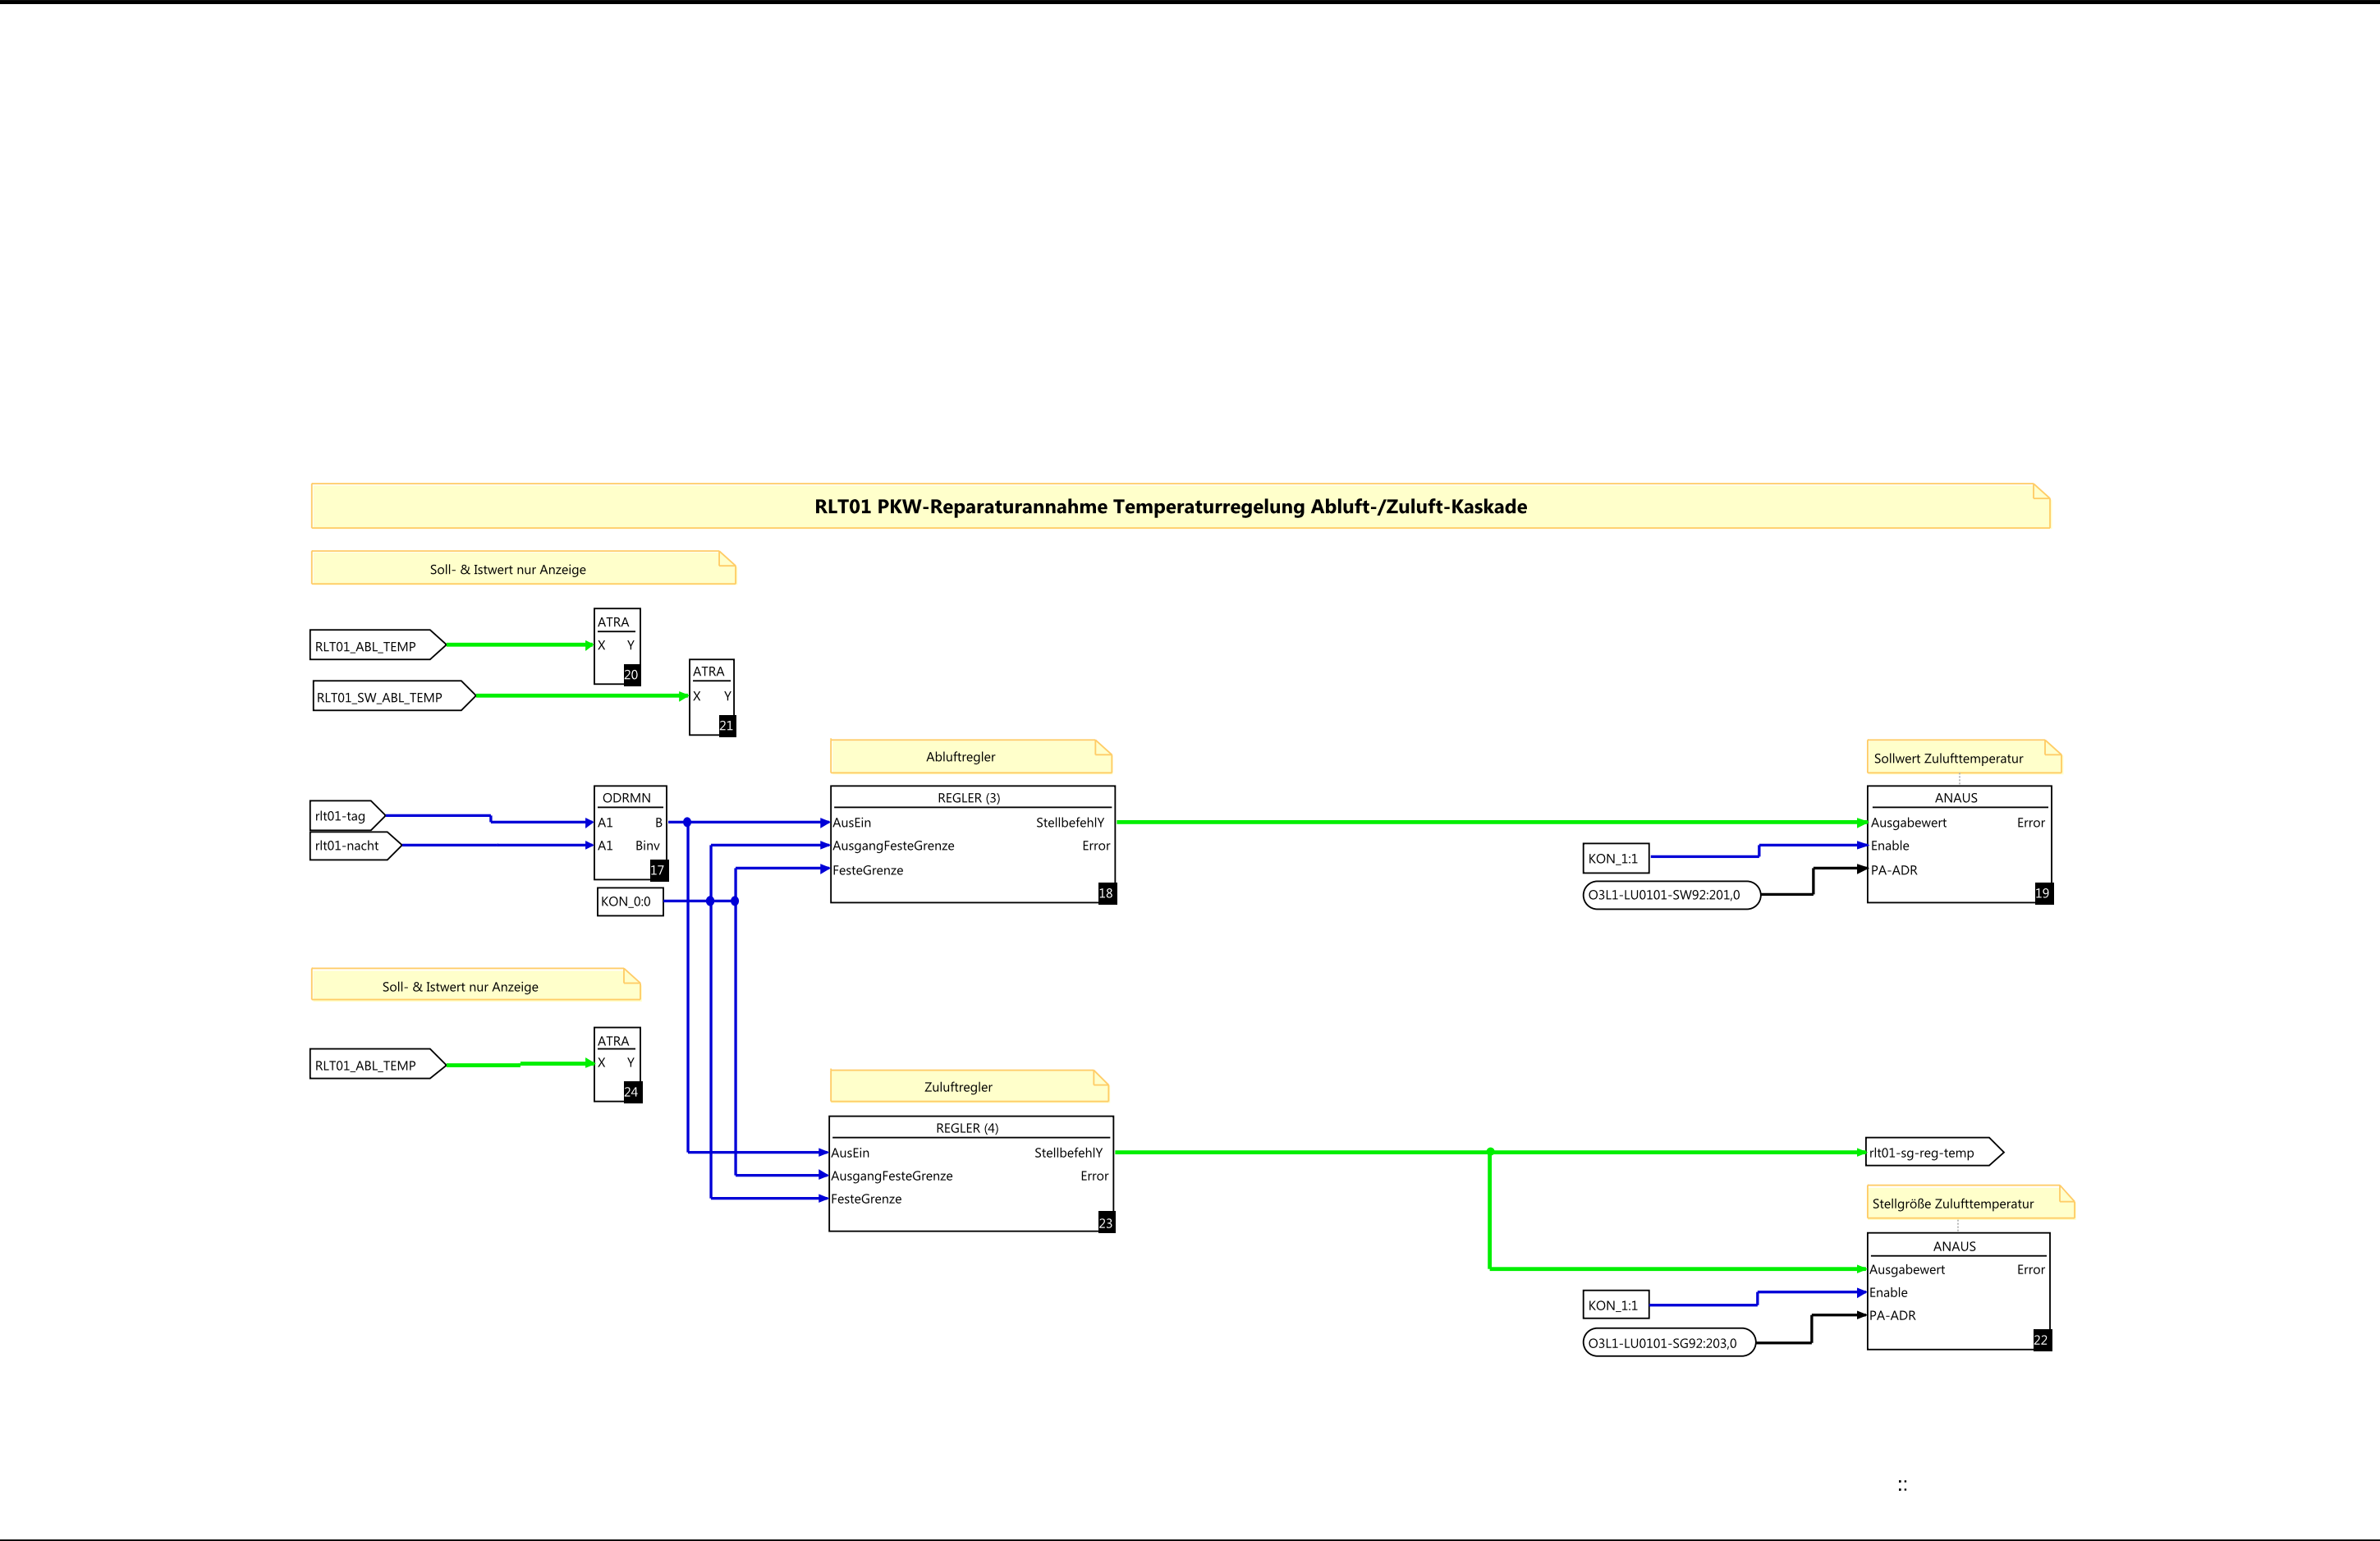 RLT01 PKW-Reparaturannahme Temperaturregelung Abluft-/Zuluft-Kaskade
Soll- & Istwert nur Anzeige
ATRA
RLT01_ABL_TEMP
X Y
20
ATRA
RLT01_SW_ABL_TEMP
X Y
21
Abluftregler
Sollwert Zulufttemperatur
ODRMN
REGLER (3)
ANAUS
rlt01-tag
A1 B
AusEin StellbefehlY
Ausgabewert Error
rlt01-nacht
A1 Binv
AusgangFesteGrenze Error
KON_1:1
Enable
17
FesteGrenze
PA-ADR
18
O3L1-LU0101-SW92:201,0
19
KON_0:0
Soll- & Istwert nur Anzeige
ATRA
RLT01_ABL_TEMP
X Y
24
Zuluftregler
REGLER (4)
AusEin StellbefehlY
rlt01-sg-reg-temp
AusgangFesteGrenze Error
FesteGrenze
23
Stellgröße Zulufttemperatur
ANAUS
Ausgabewert Error
KON_1:1
Enable
PA-ADR
O3L1-LU0101-SG92:203,0
22
::